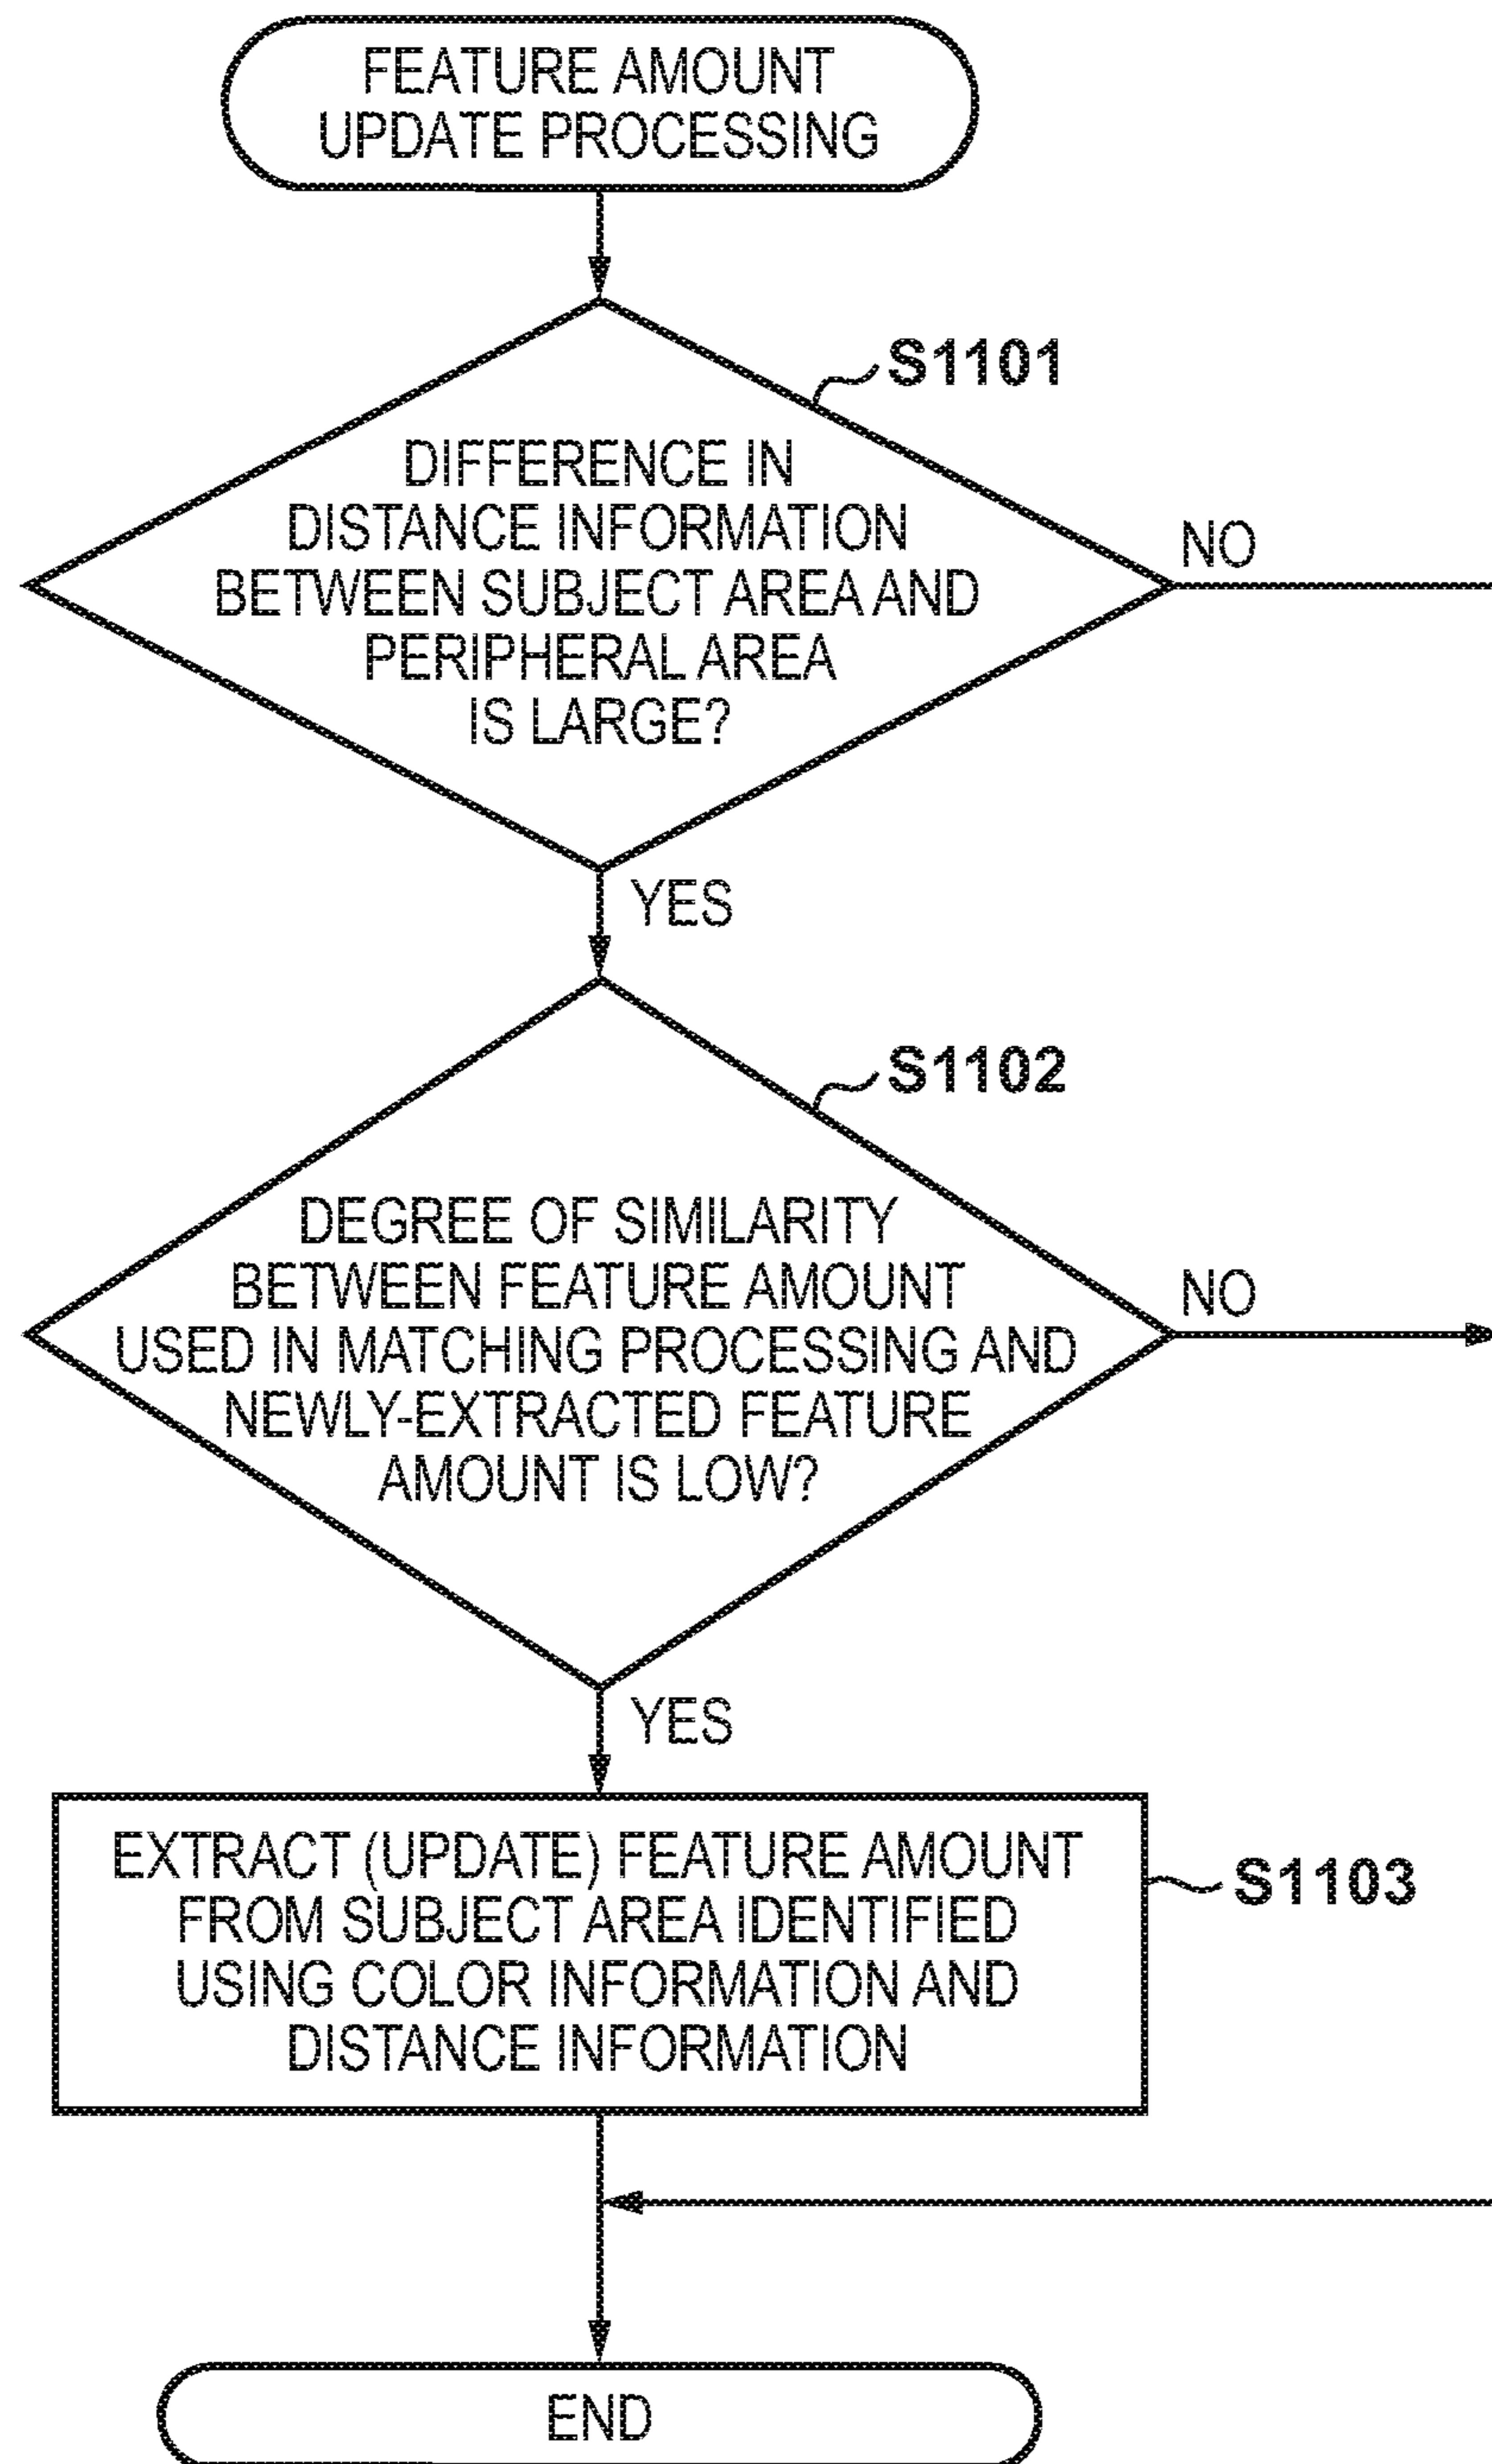 FEATURE AMOUNT
UPDATE PROCESSING
S1101
DIFFERENCE IN
DISTANCE INFORMATION
BETWEEN SUBJECT AREA AND
PERIPHERAL AREA
IS LARGE?
NO
YES
S1102
DEGREE OF SIMILARITY
BETWEEN FEATURE AMOUNT
USED IN MATCHING PROCESSING AND
NEWLY-EXTRACTED FEATURE
AMOUNT IS LOW?
NO
YES
EXTRACT (UPDATE) FEATURE AMOUNT
FROM SUBJECT AREA IDENTIFIED
USING COLOR INFORMATION AND
DISTANCE INFORMATION
S1103
END